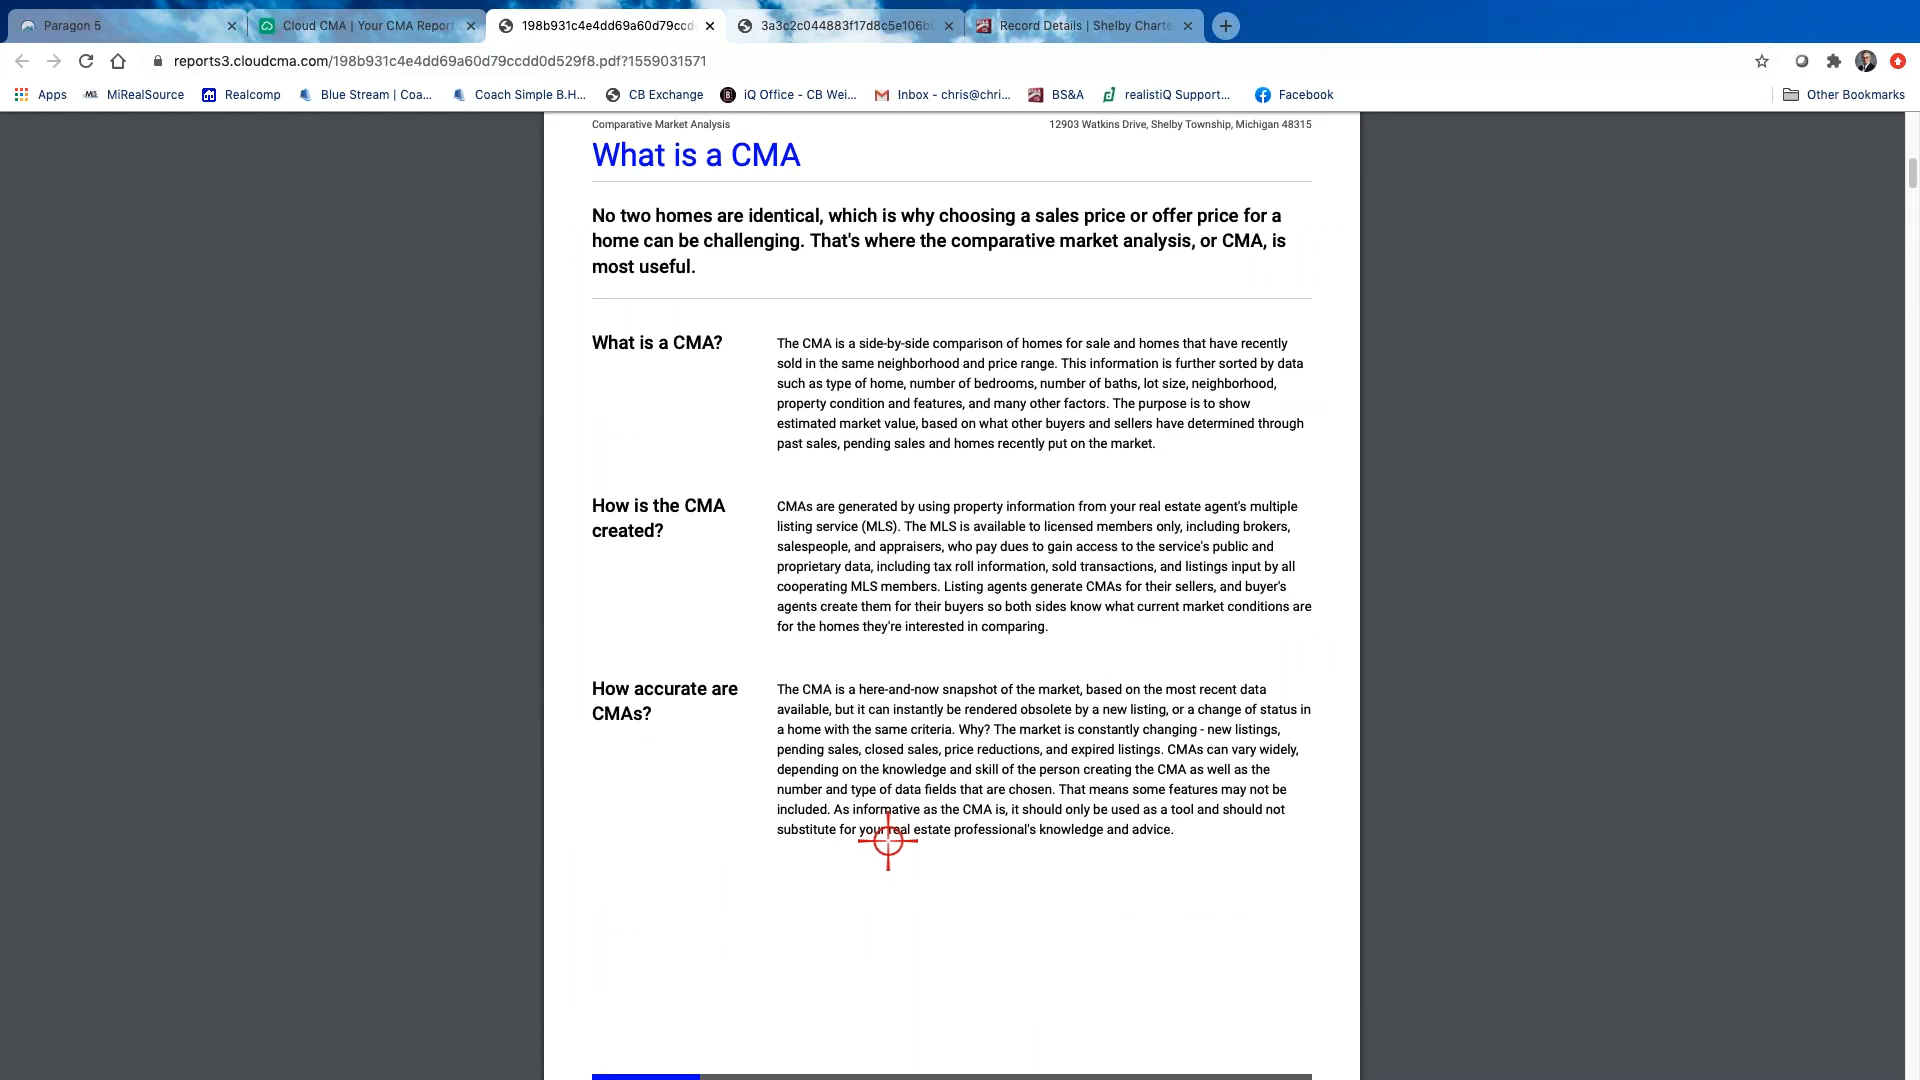 Paragon 5
Cloud CMA | Your CMA Report
198b931c4e4dd69a60d79ccd
3a3c2c044883f17d8c5e106b
Record Details | Shelby Charte
reports3.cloudcma.com/198b931c4e4dd69a60d79ccdd0d529f8.pdf?1559031571
Apps
MiRealSource
Realcomp
Blue Stream | Coa...
Coach Simple B.H...
CB Exchange
iQ Office - CB Wei...
Inbox - chris@chri...
BS&A
realistiQ Support...
Facebook
Other Bookmarks
Comparative Market Analysis
12903 Watkins Drive, Shelby Township, Michigan 48315
What is a CMA
No two homes are identical, which is why choosing a sales price or offer price for a
home can be challenging. That's where the comparative market analysis, or CMA, is
most useful.
What is a CMA?
The CMA is a side-by-side comparison of homes for sale and homes that have recently
sold in the same neighborhood and price range. This information is further sorted by data
such as type of home, number of bedrooms, number of baths, lot size, neighborhood,
property condition and features, and many other factors. The purpose is to show
estimated market value, based on what other buyers and sellers have determined through
past sales, pending sales and homes recently put on the market.
How is the CMA
created?
CMAs are generated by using property information from your real estate agent's multiple
listing service (MLS). The MLS is available to licensed members only, including brokers,
salespeople, and appraisers, who pay dues to gain access to the service's public and
proprietary data, including tax roll information, sold transactions, and listings input by all
cooperating MLS members. Listing agents generate CMAs for their sellers, and buyer's
agents create them for their buyers so both sides know what current market conditions are
for the homes they're interested in comparing.
How accurate are
CMAs?
The CMA is a here-and-now snapshot of the market, based on the most recent data
available, but it can instantly be rendered obsolete by a new listing, or a change of status in
a home with the same criteria. Why? The market is constantly changing - new listings,
pending sales, closed sales, price reductions, and expired listings. CMAs can vary widely,
depending on the knowledge and skill of the person creating the CMA as well as the
number and type of data fields that are chosen. That means some features may not be
included. As informative as the CMA is, it should only be used as a tool and should not
substitute for your real estate professional's knowledge and advice.